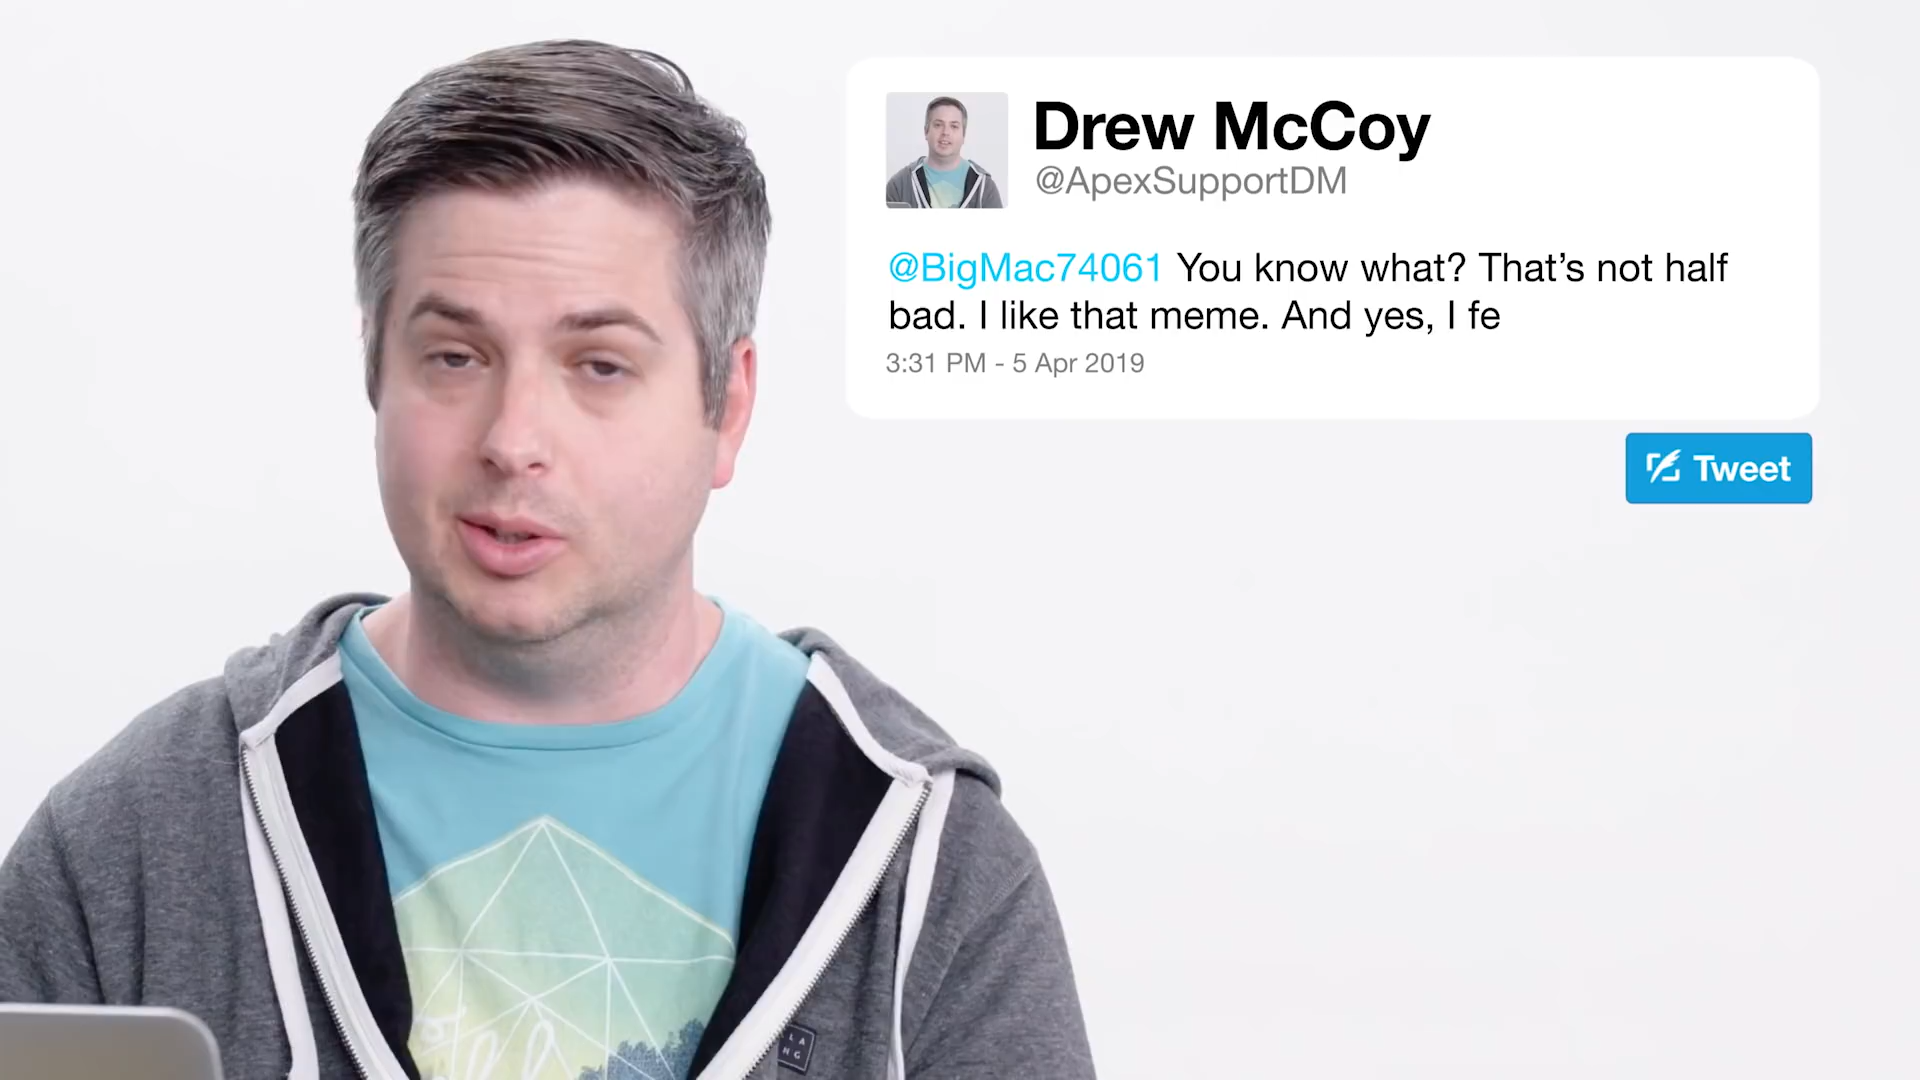 Drew McCoy
@ApexSupportDM
@BigMac74061 You know what? That’s not half
bad. I like that meme. And yes, I fe
3:31 PM - 5 Apr 2019
Tweet